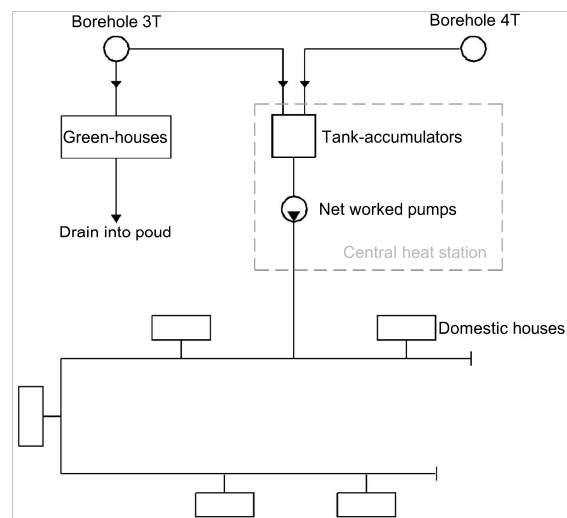 Borehole 3T
Borehole 4T
Green-houses
Tank-accumulators
Net worked pumps
Drain into poud
Central heat station
Domestic houses